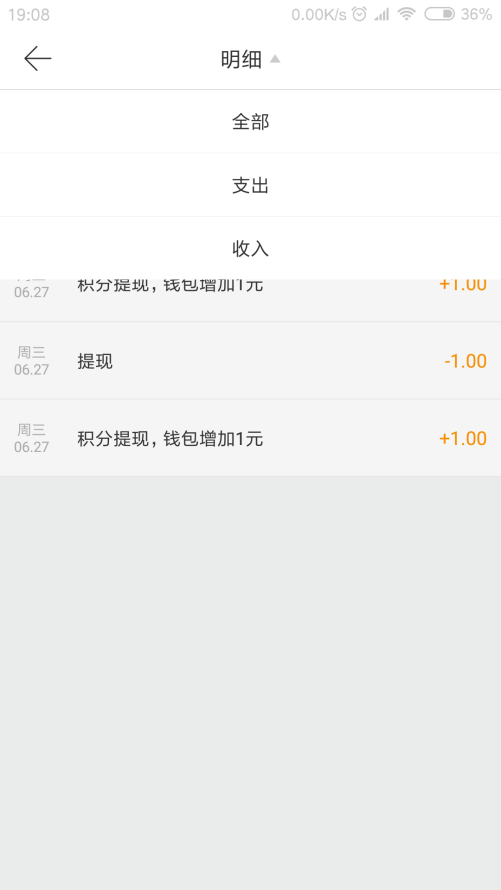 19:08 0.00K/s 36%
明细
全部
支出
收入
06.27 积分提现，钱包增加1元 +1.00
周三
06.27 提现 -1.00
周三
06.27 积分提现，钱包增加1元 +1.00